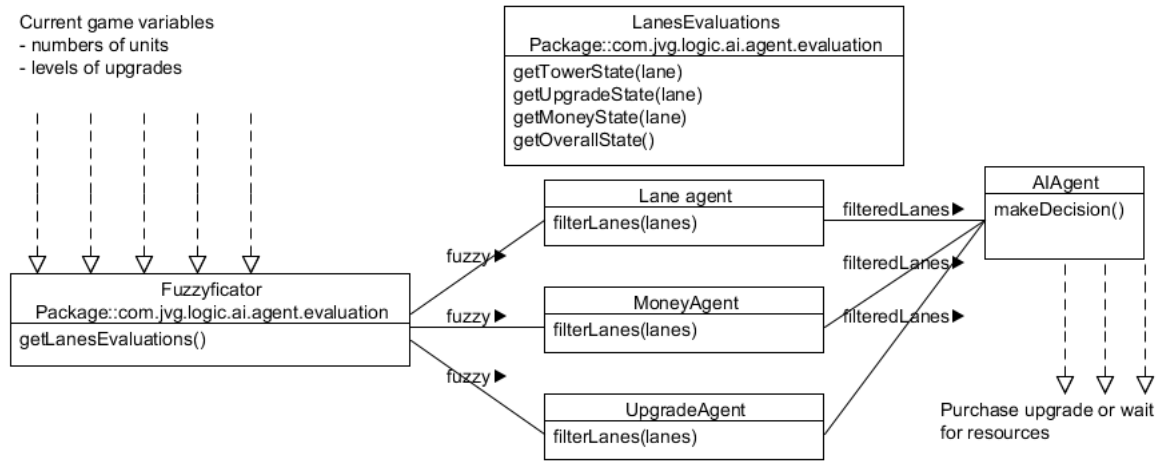 Current game variables
- numbers of units
- levels of upgrades
LanesEvaluations
Package::com.jvg.logic.ai.agent.evaluation
getTowerState(lane)
getUpgradeState(lane)
getMoneyState(lane)
getOverallState()
Fuzzyficator
Package::com.jvg.logic.ai.agent.evaluation
getLanesEvaluations()
fuzzy
fuzzy
fuzzy
Lane agent
filterLanes(lanes)
MoneyAgent
filterLanes(lanes)
UpgradeAgent
filterLanes(lanes)
filteredLanes
filteredLanes
filteredLanes
AIAgent
makeDecision()
Purchase upgrade or wait
for resources